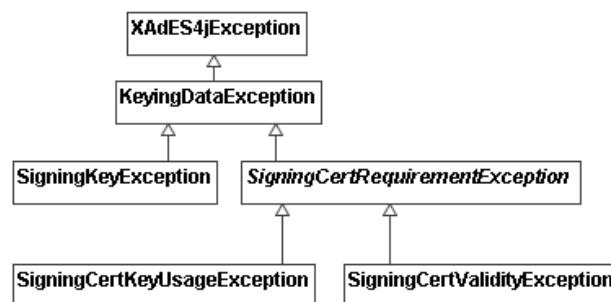 XAdES4jException
KeyingDataException
SigningKeyException
SigningCertRequirementException
SigningCertKeyUsageException
SigningCertValidityException